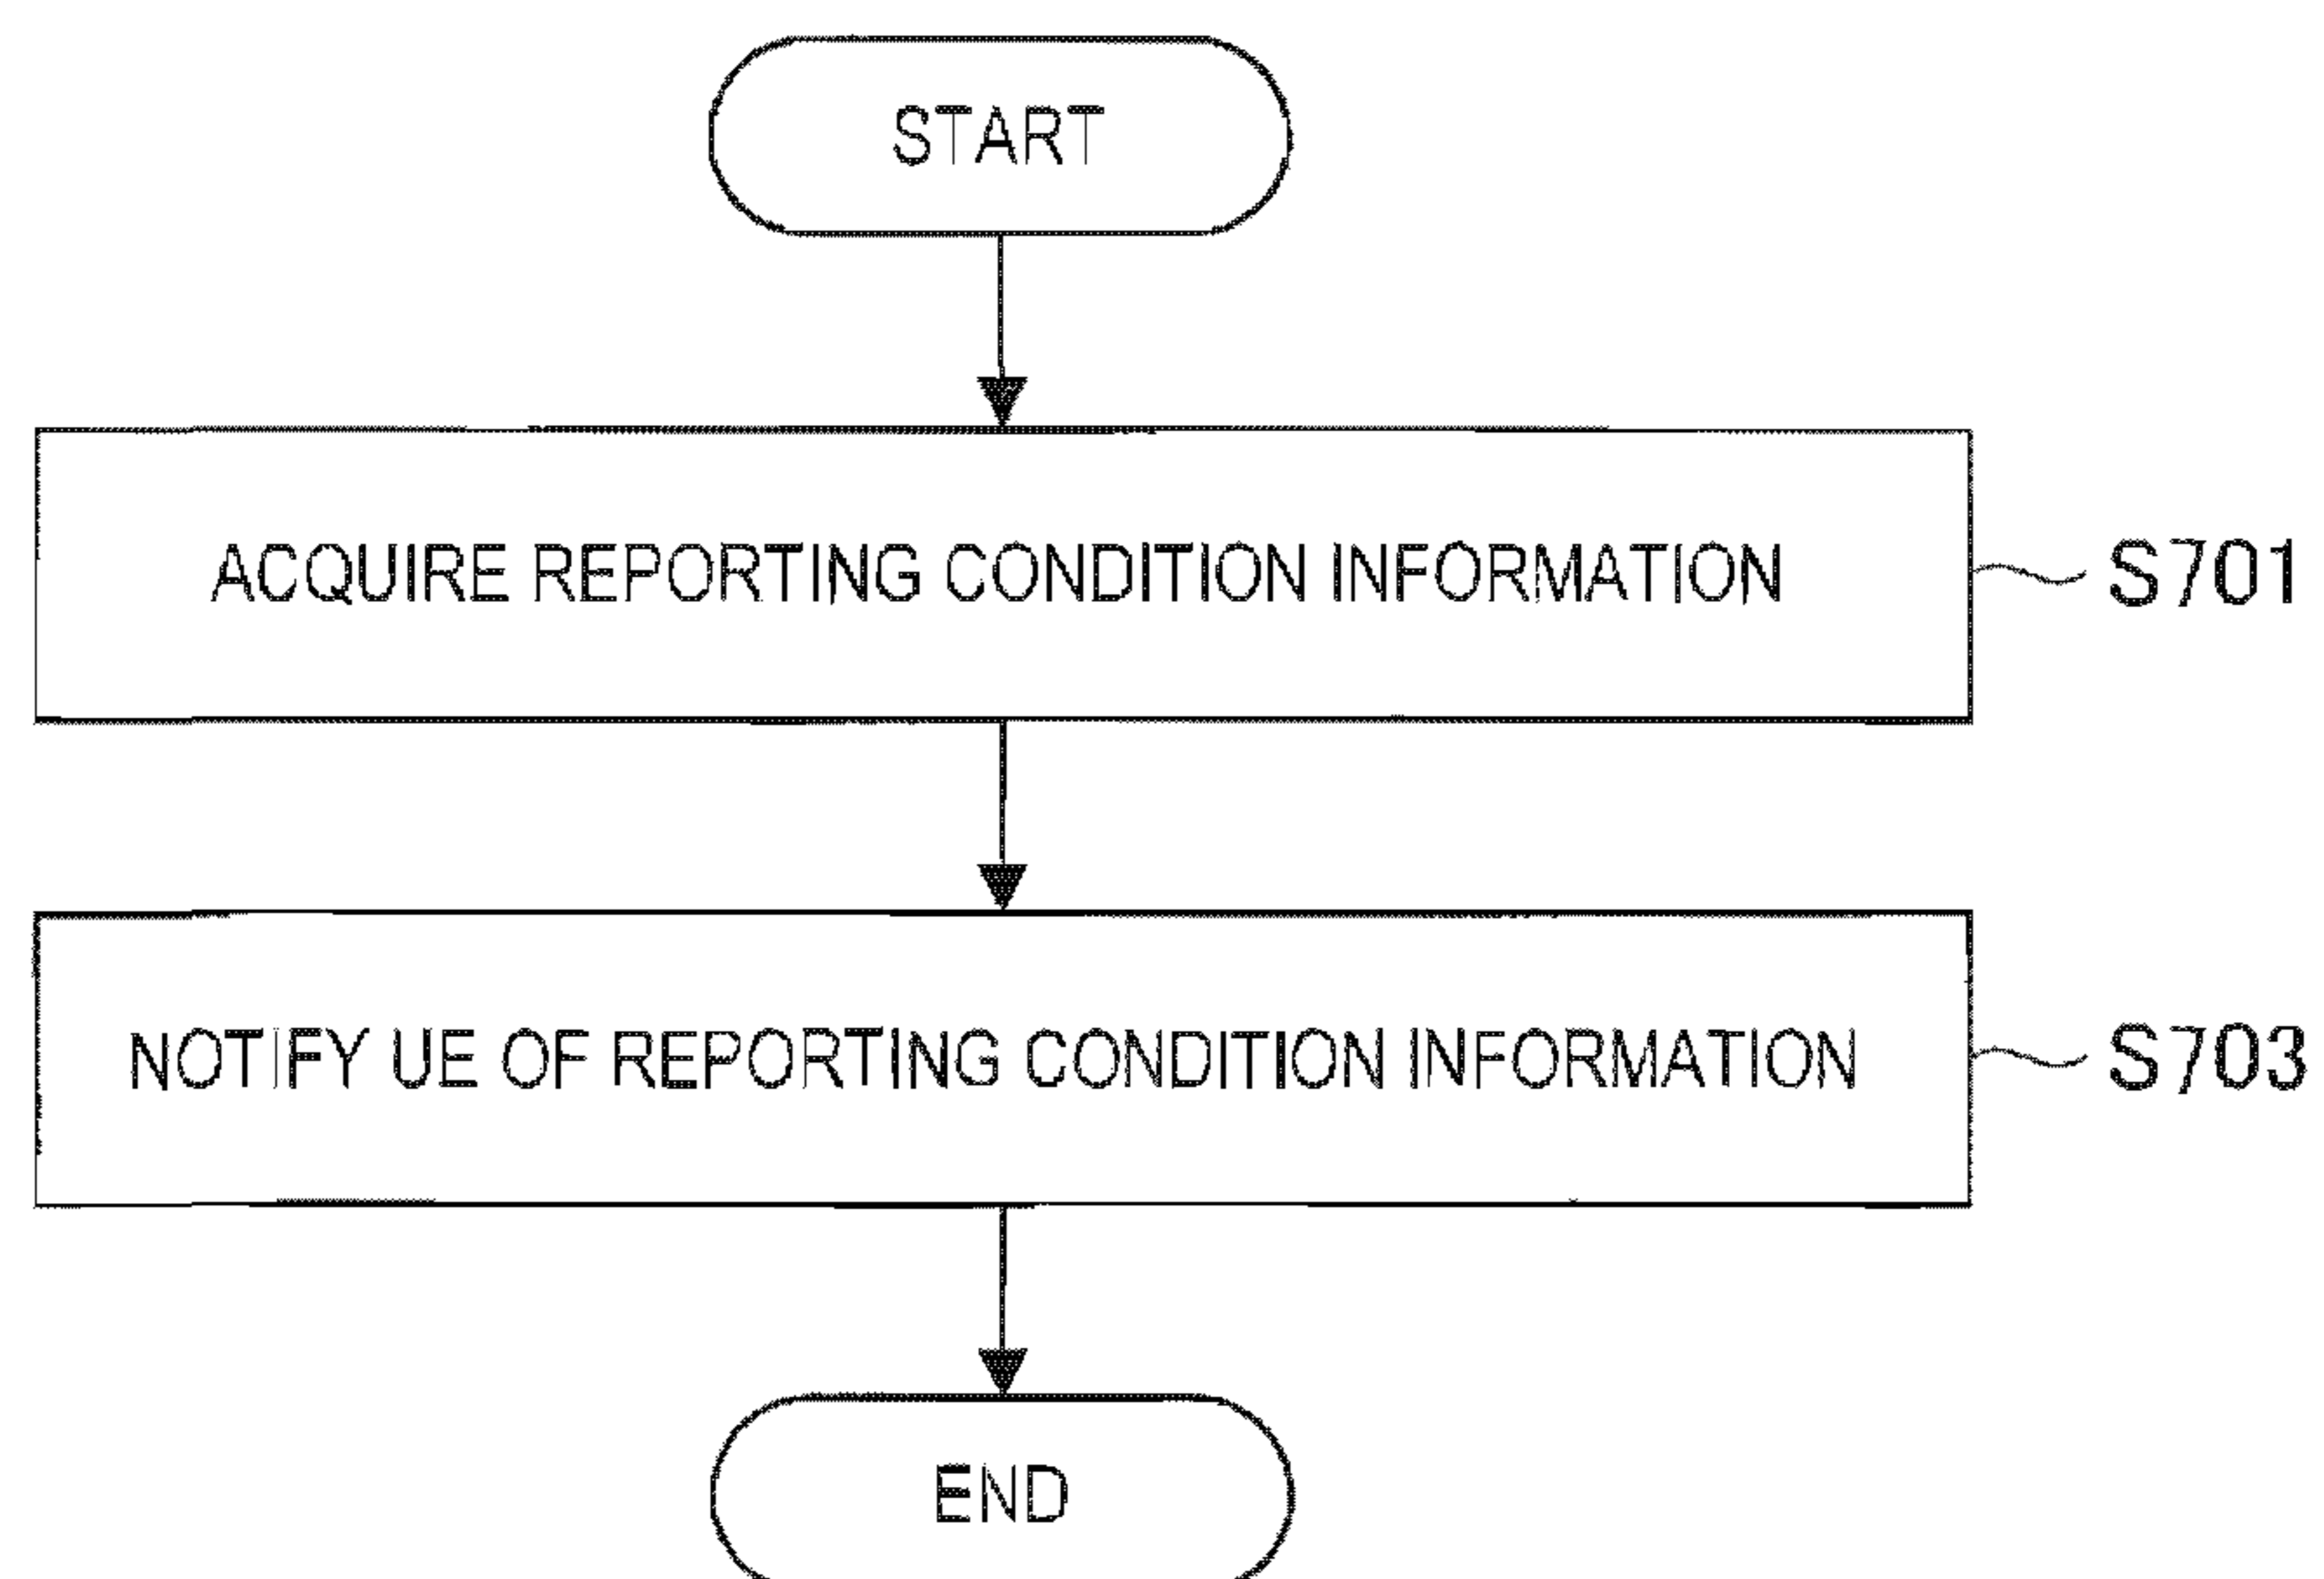 START
ACQUIRE REPORTING CONDITION INFORMATION
S701
NOTIFY UE OF REPORTING CONDITION INFORMATION
S703
END